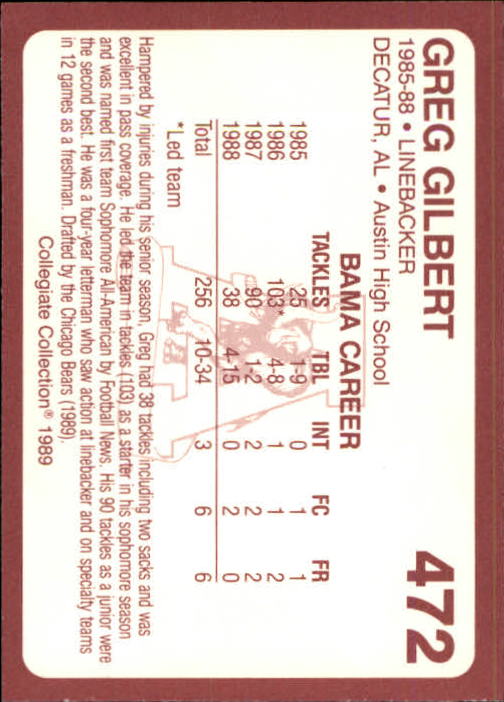 GREG GILBERT 472
1985-88 • LINEBACKER
DECATUR, AL • Austin High School
BAMA CAREER
TACKLES TBL INT FC FR
1985 25 1-9 0 1 1
1986 103* 4-8 1 1 2
1987 90 1-2 2 2 2
1988 38 4-15 0 2 0
Total 256 10-34 3 6 6
*Led team
Hampered by injuries during his senior season, Greg had 38 tackles including two sacks and was
excellent in pass coverage. He led the team in tackles (103) as a starter in his sophomore season
and was named first team Sophomore All-American by Football News. His 90 tackles as a junior were
the second best. He was a four-year letterman who saw action at linebacker and on specialty teams
in 12 games as a freshman. Drafted by the Chicago Bears (1989).
Collegiate Collection® 1989